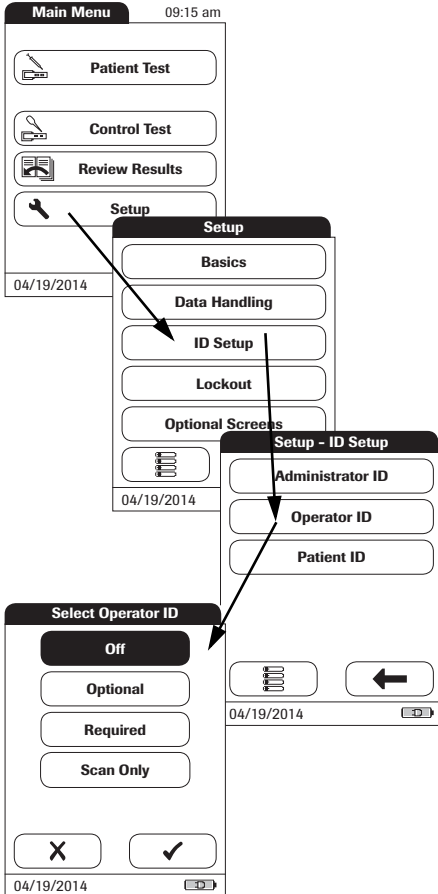 Main Menu 09:15 am
Patient Test
Control Test
Review Results
Setup
04/19/2014
Setup
Basics
Data Handling
ID Setup
Lockout
Optional Screens
04/19/2014
Setup - ID Setup
Administrator ID
Operator ID
Patient ID
04/19/2014
Select Operator ID
Off
Optional
Required
Scan Only
04/19/2014